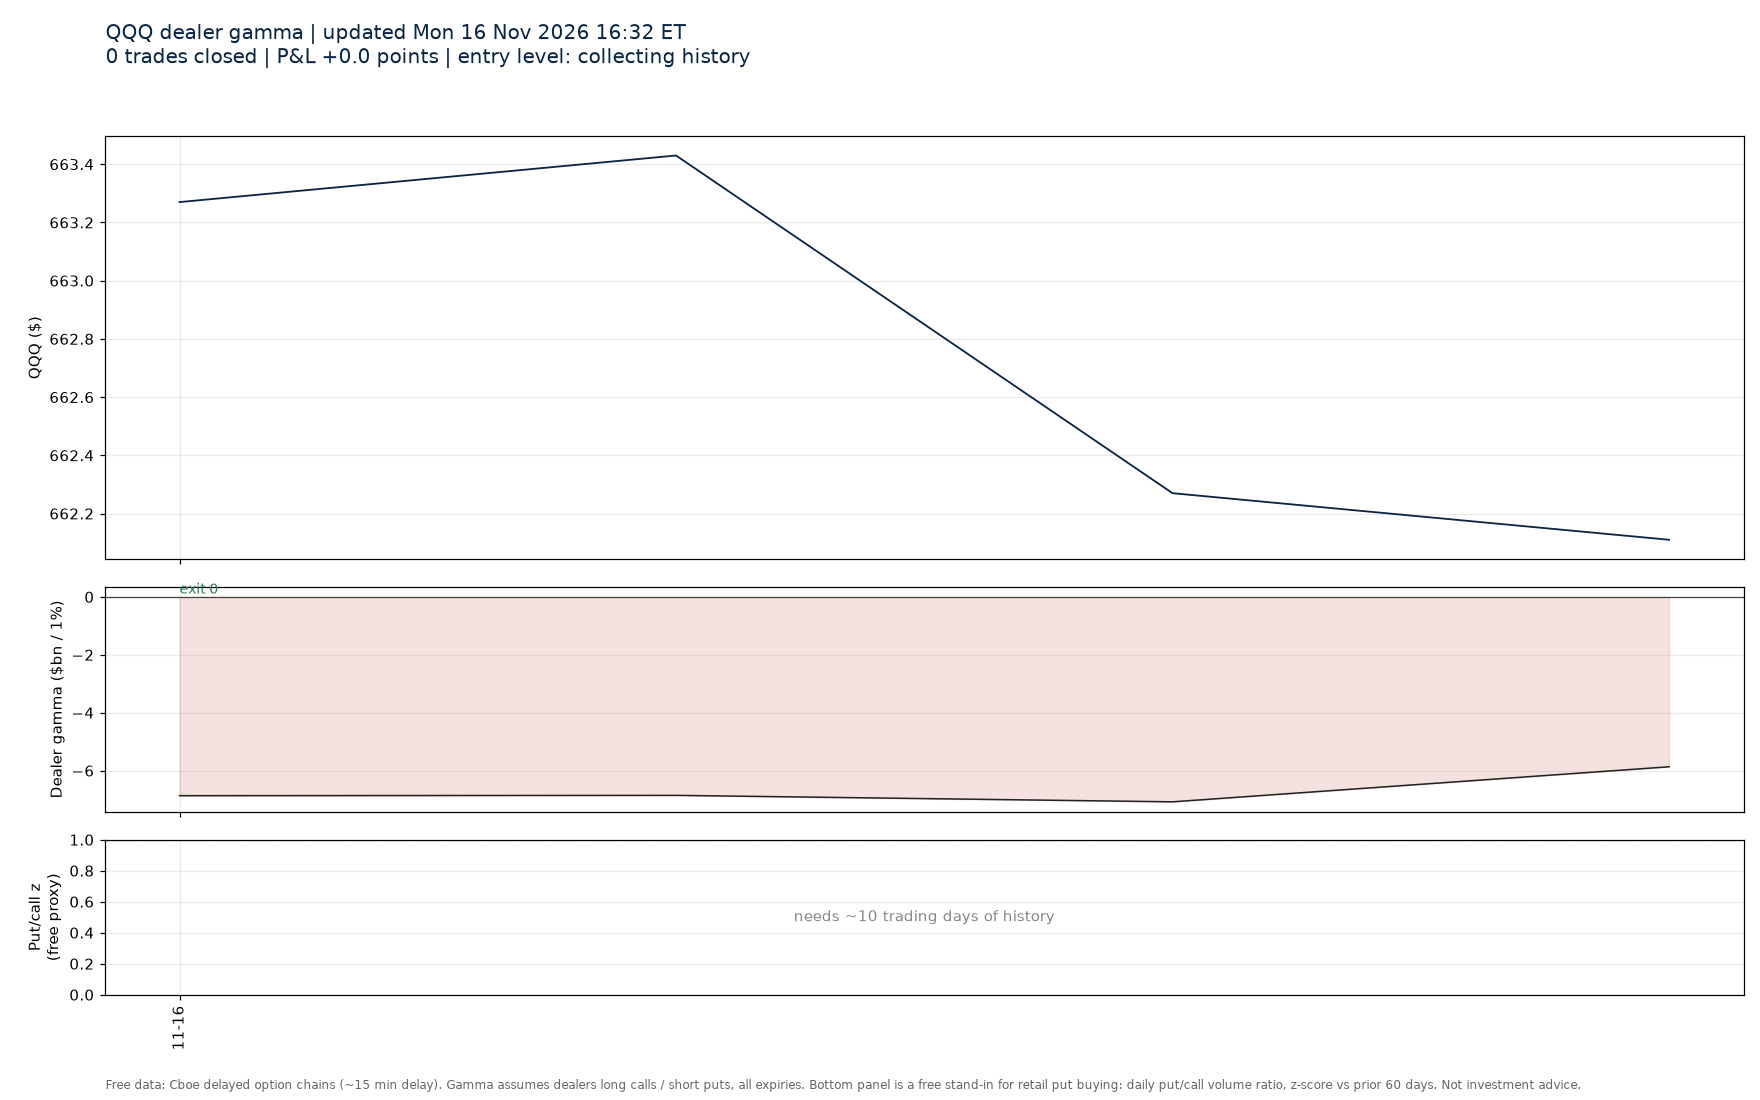 QQQ dealer gamma | updated Mon 16 Nov 2026 16:32 ET
0 trades closed | P&L +0.0 points | entry level: collecting history
663.4
663.2
663.0
662.8
662.6
662.4
662.2
QQQ ($)
exit 0
0
−2
−4
−6
Dealer gamma ($bn / 1%)
1.0
0.8
0.6
0.4
0.2
0.0
Put/call z
(free proxy)
needs ~10 trading days of history
11-16
Free data: Cboe delayed option chains (~15 min delay). Gamma assumes dealers long calls / short puts, all expiries. Bottom panel is a free stand-in for retail put buying: daily put/call volume ratio, z-score vs prior 60 days. Not investment advice.